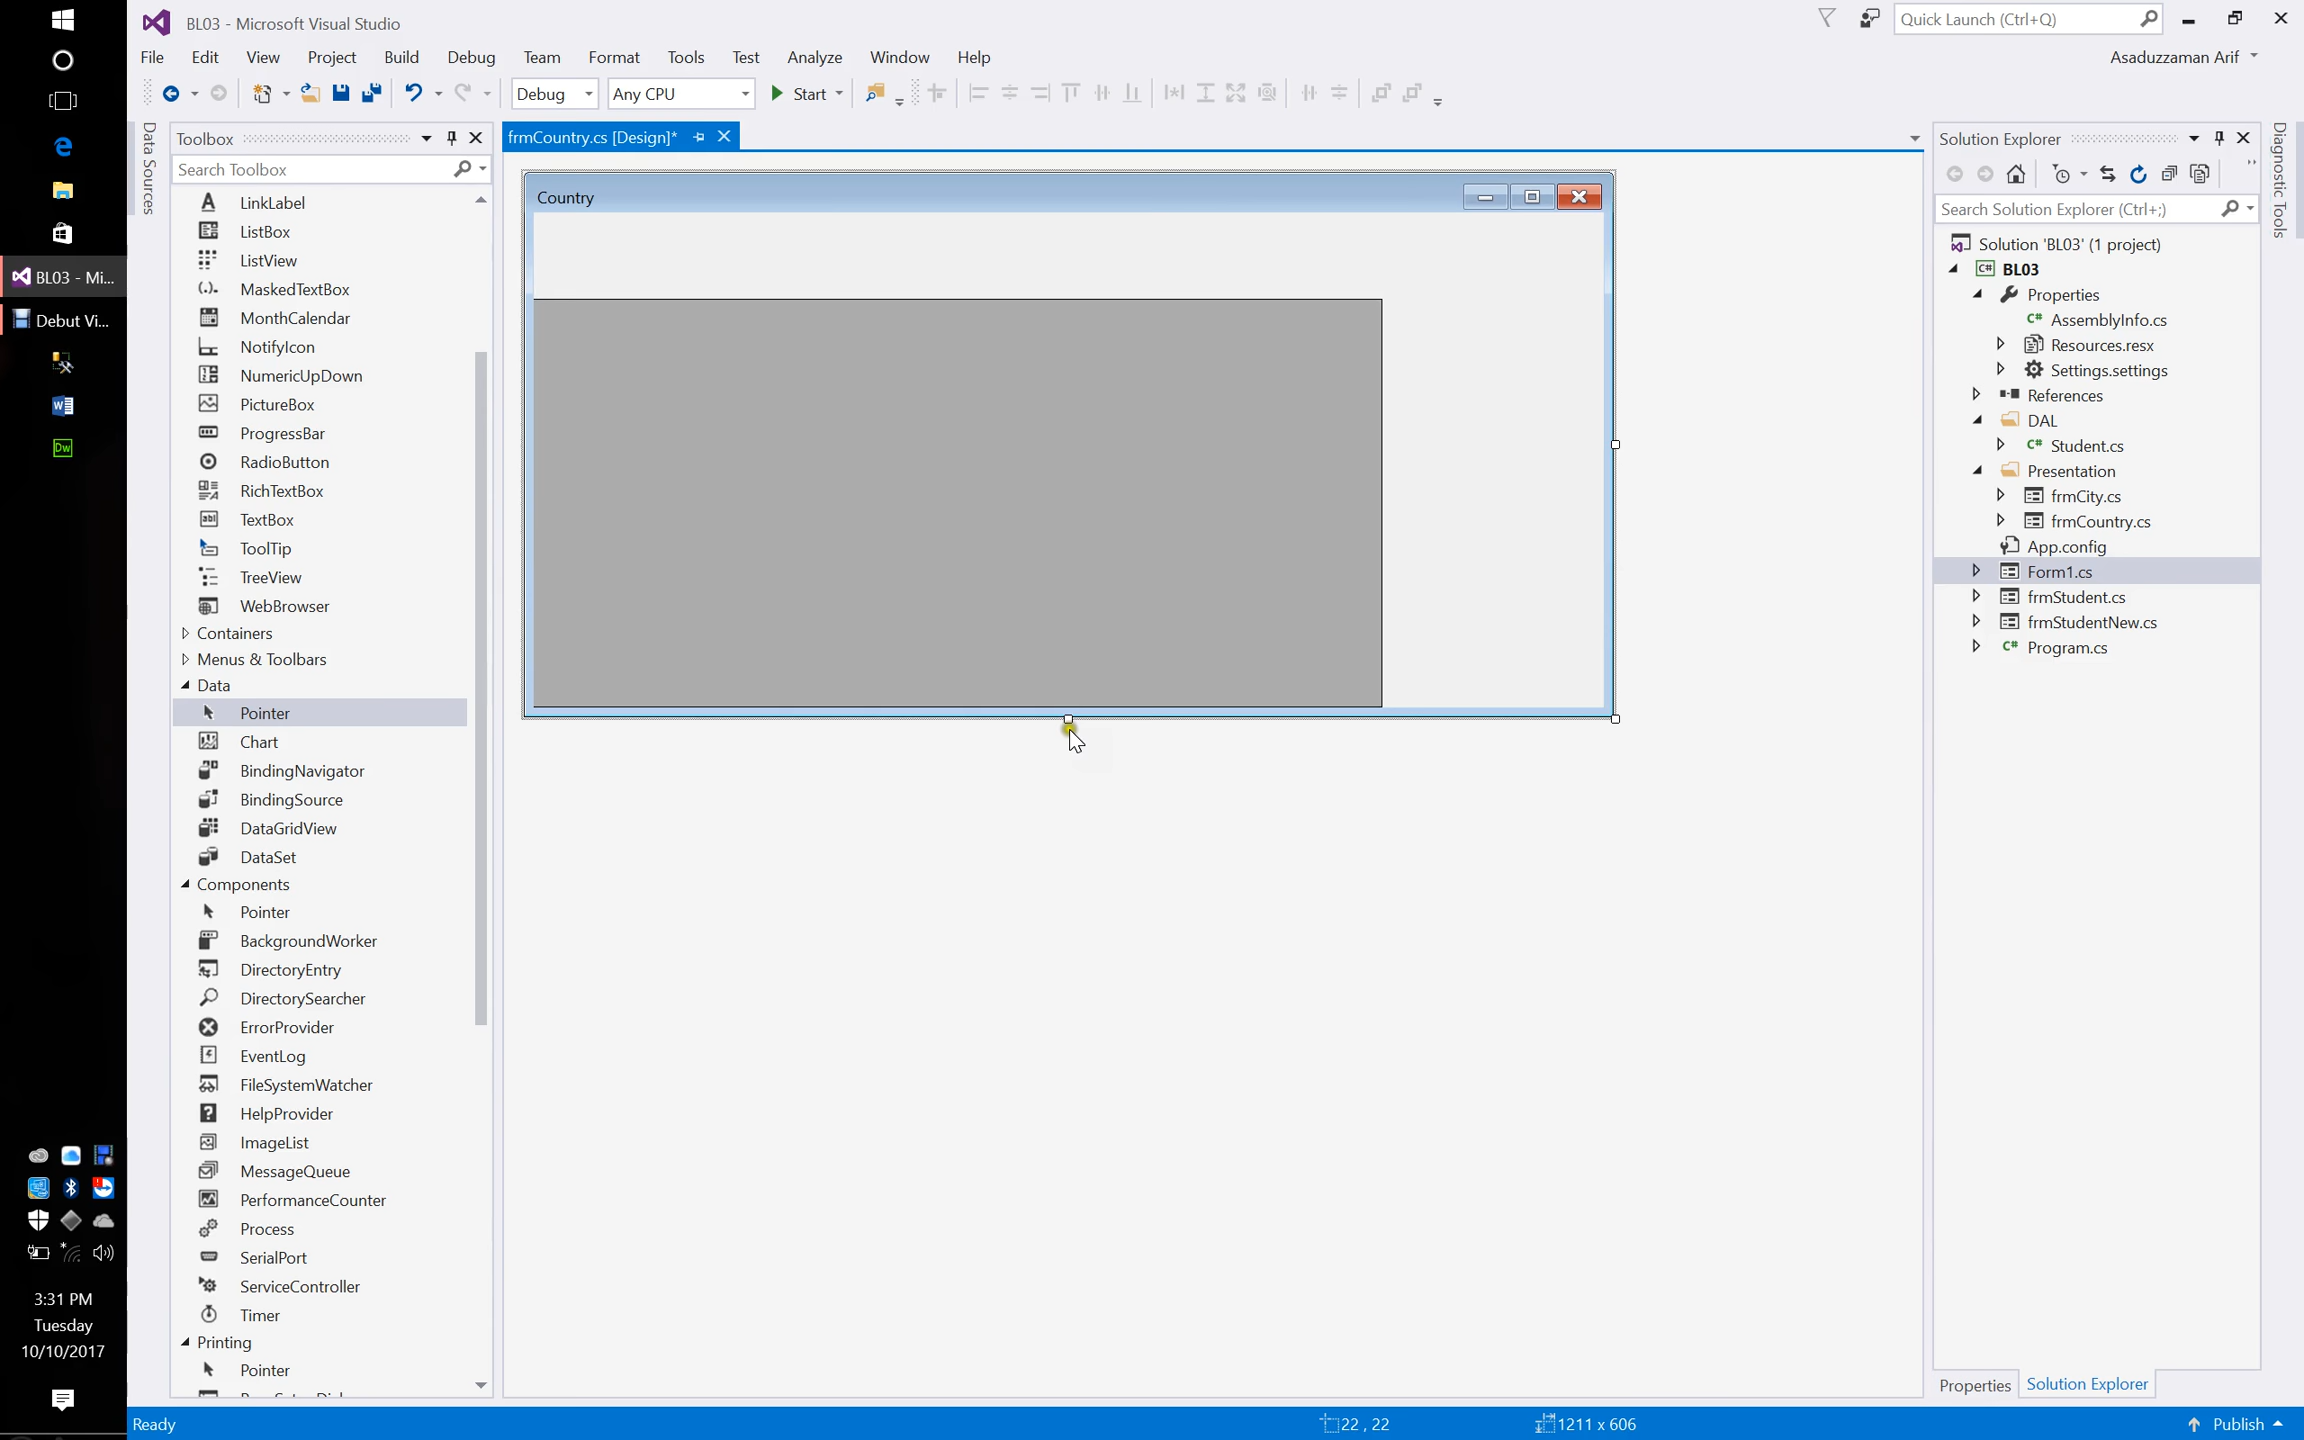 BL03 - Microsoft Visual Studio
Quick Launch (Ctrl+Q)
File Edit View Project Build Debug Team Format Tools Test Analyze Window Help
Asaduzzaman Arif
Debug Any CPU Start
BL03 - Mi...
Debut Vi...
3:31 PM
Tuesday
10/10/2017
Data Sources
Toolbox
Search Toolbox
LinkLabel
ListBox
ListView
MaskedTextBox
MonthCalendar
NotifyIcon
NumericUpDown
PictureBox
ProgressBar
RadioButton
RichTextBox
TextBox
ToolTip
TreeView
WebBrowser
Containers
Menus & Toolbars
Data
Pointer
Chart
BindingNavigator
BindingSource
DataGridView
DataSet
Components
Pointer
BackgroundWorker
DirectoryEntry
DirectorySearcher
ErrorProvider
EventLog
FileSystemWatcher
HelpProvider
ImageList
MessageQueue
PerformanceCounter
Process
SerialPort
ServiceController
Timer
Printing
Pointer
frmCountry.cs [Design]*
Country
Solution Explorer
Search Solution Explorer (Ctrl+;)
Solution 'BL03' (1 project)
BL03
Properties
AssemblyInfo.cs
Resources.resx
Settings.settings
References
DAL
Student.cs
Presentation
frmCity.cs
frmCountry.cs
App.config
Form1.cs
frmStudent.cs
frmStudentNew.cs
Program.cs
Diagnostic Tools
Properties Solution Explorer
Ready
22 , 22
1211 x 606
Publish